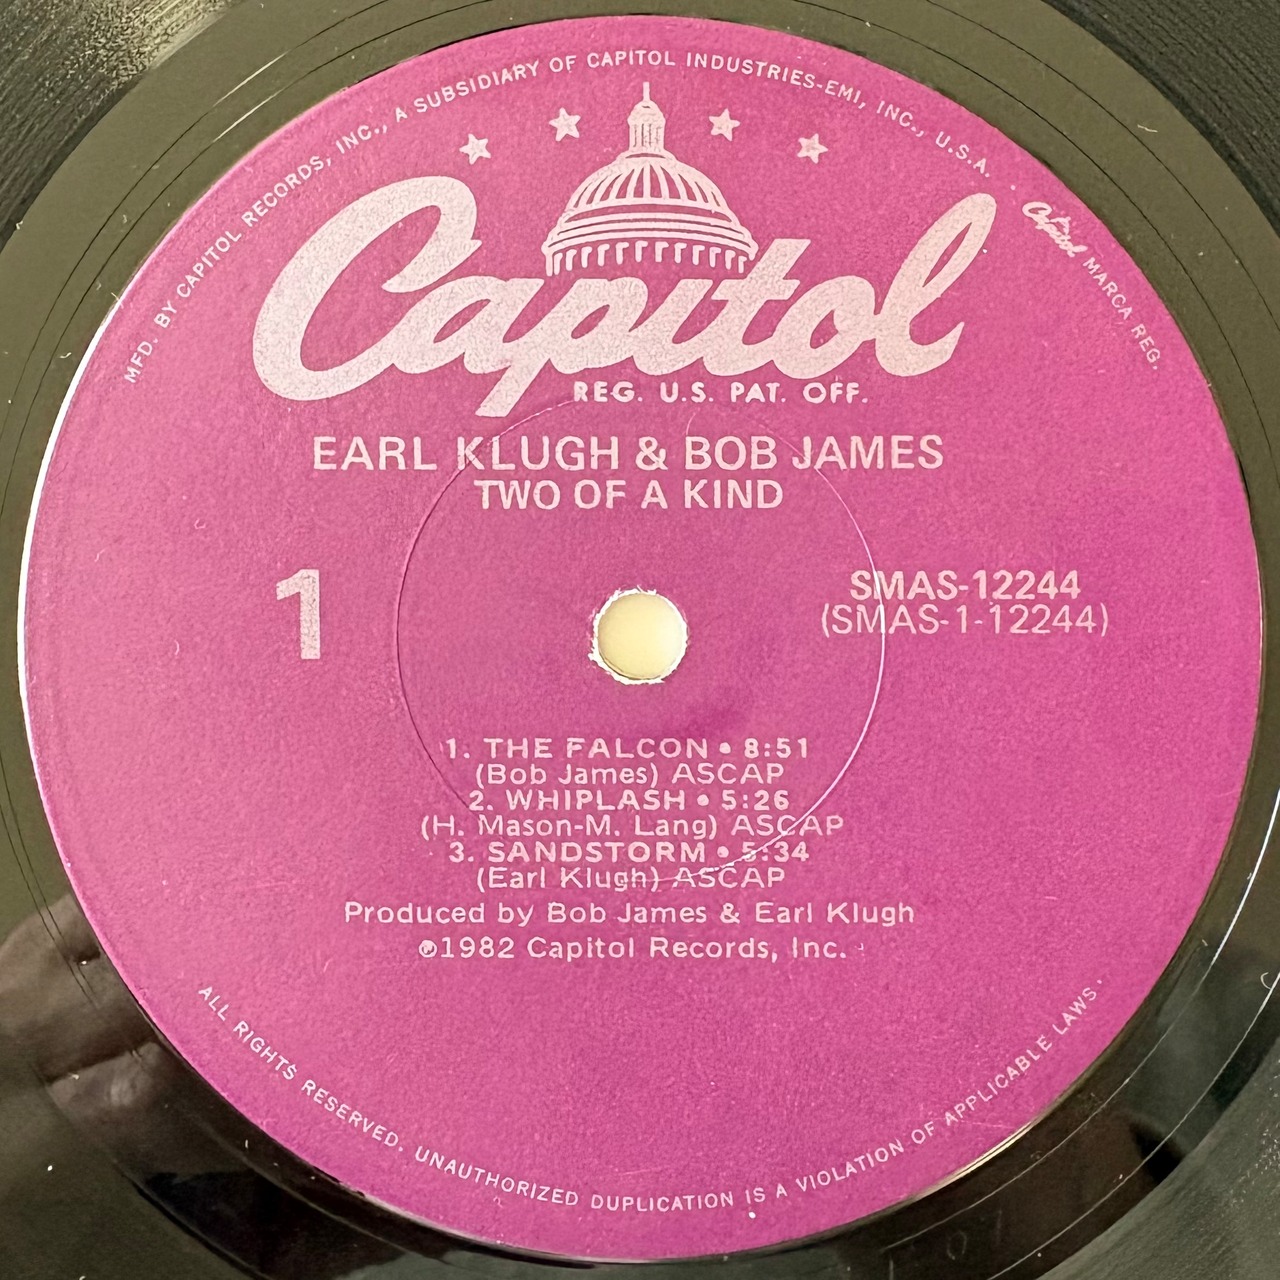 MFD. BY CAPITOL RECORDS, INC., A SUBSIDIARY OF CAPITOL INDUSTRIES-EMI, INC., U.S.A. · Capitol MARCA REG.
Capitol
REG. U.S. PAT. OFF.
EARL KLUGH & BOB JAMES
TWO OF A KIND
1
SMAS-12244
(SMAS-1-12244)
1. THE FALCON • 8:51
(Bob James) ASCAP
2. WHIPLASH • 5:26
(H. Mason-M. Lang) ASCAP
3. SANDSTORM • 5:34
(Earl Klugh) ASCAP
Produced by Bob James & Earl Klugh
℗1982 Capitol Records, Inc.
ALL RIGHTS RESERVED. UNAUTHORIZED DUPLICATION IS A VIOLATION OF APPLICABLE LAWS.